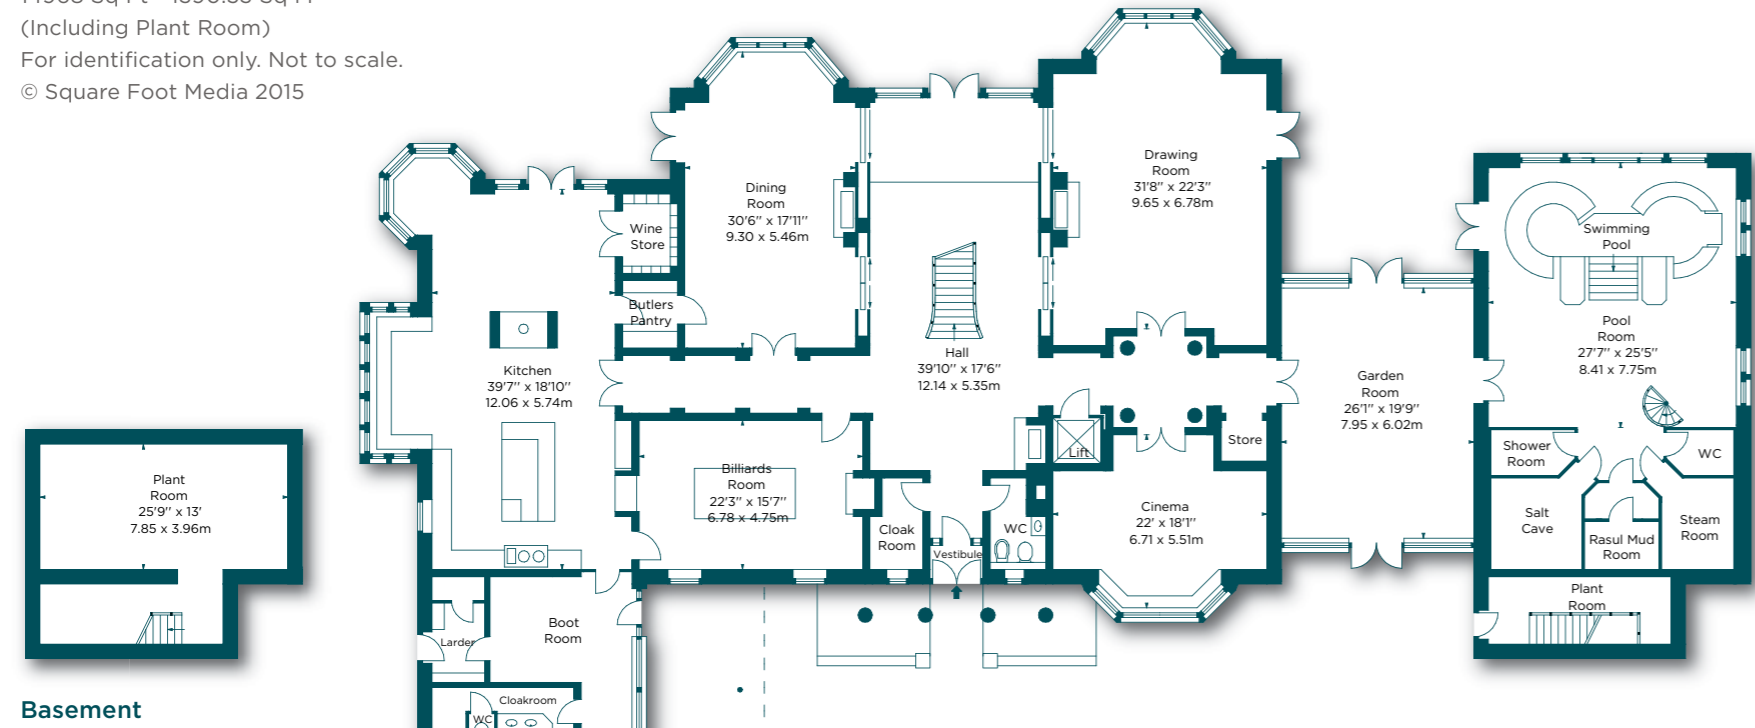 (Including Plant Room)
For identification only. Not to scale.
© Square Foot Media 2015
Dining
Room
30'6" x 17'11"
9.30 x 5.46m
Drawing
Room
31'8" x 22'3"
9.65 x 6.78m
Wine
Store
Butlers
Pantry
Swimming
Pool
Pool
Room
27'7" x 25'5"
8.41 x 7.75m
Hall
39'10" x 17'6"
12.14 x 5.35m
Kitchen
39'7" x 18'10"
12.06 x 5.74m
Garden
Room
26'1" x 19'9"
7.95 x 6.02m
Store
Lift
Shower
Room
WC
Plant
Room
25'9" x 13'
7.85 x 3.96m
Billiards
Room
22'3" x 15'7"
6.78 x 4.75m
Cloak
Room
Vestibule
WC
Cinema
22' x 18'1"
6.71 x 5.51m
Salt
Cave
Rasul Mud
Room
Steam
Room
Plant
Room
Boot
Room
Larder
Cloakroom
WC
Basement